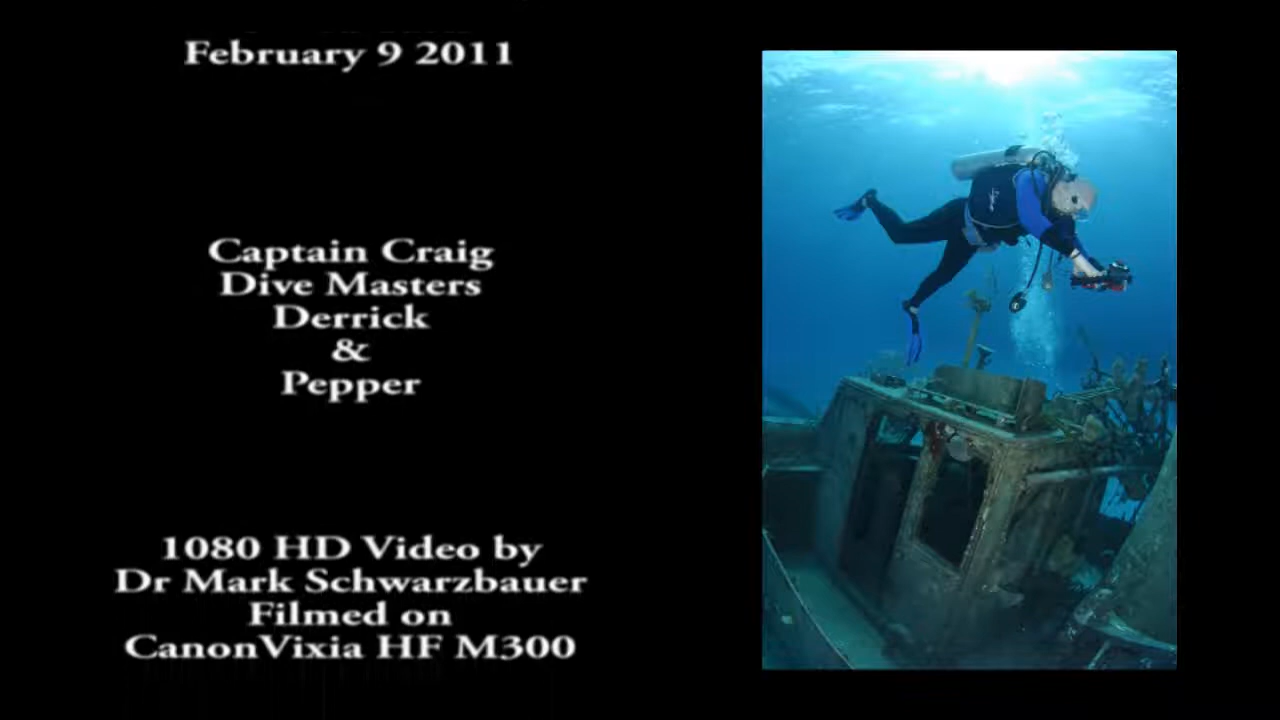 February 9 2011
Captain Craig
Dive Masters
Derrick
&
Pepper
1080 HD Video by
Dr Mark Schwarzbauer
Filmed on
CanonVixia HF M300